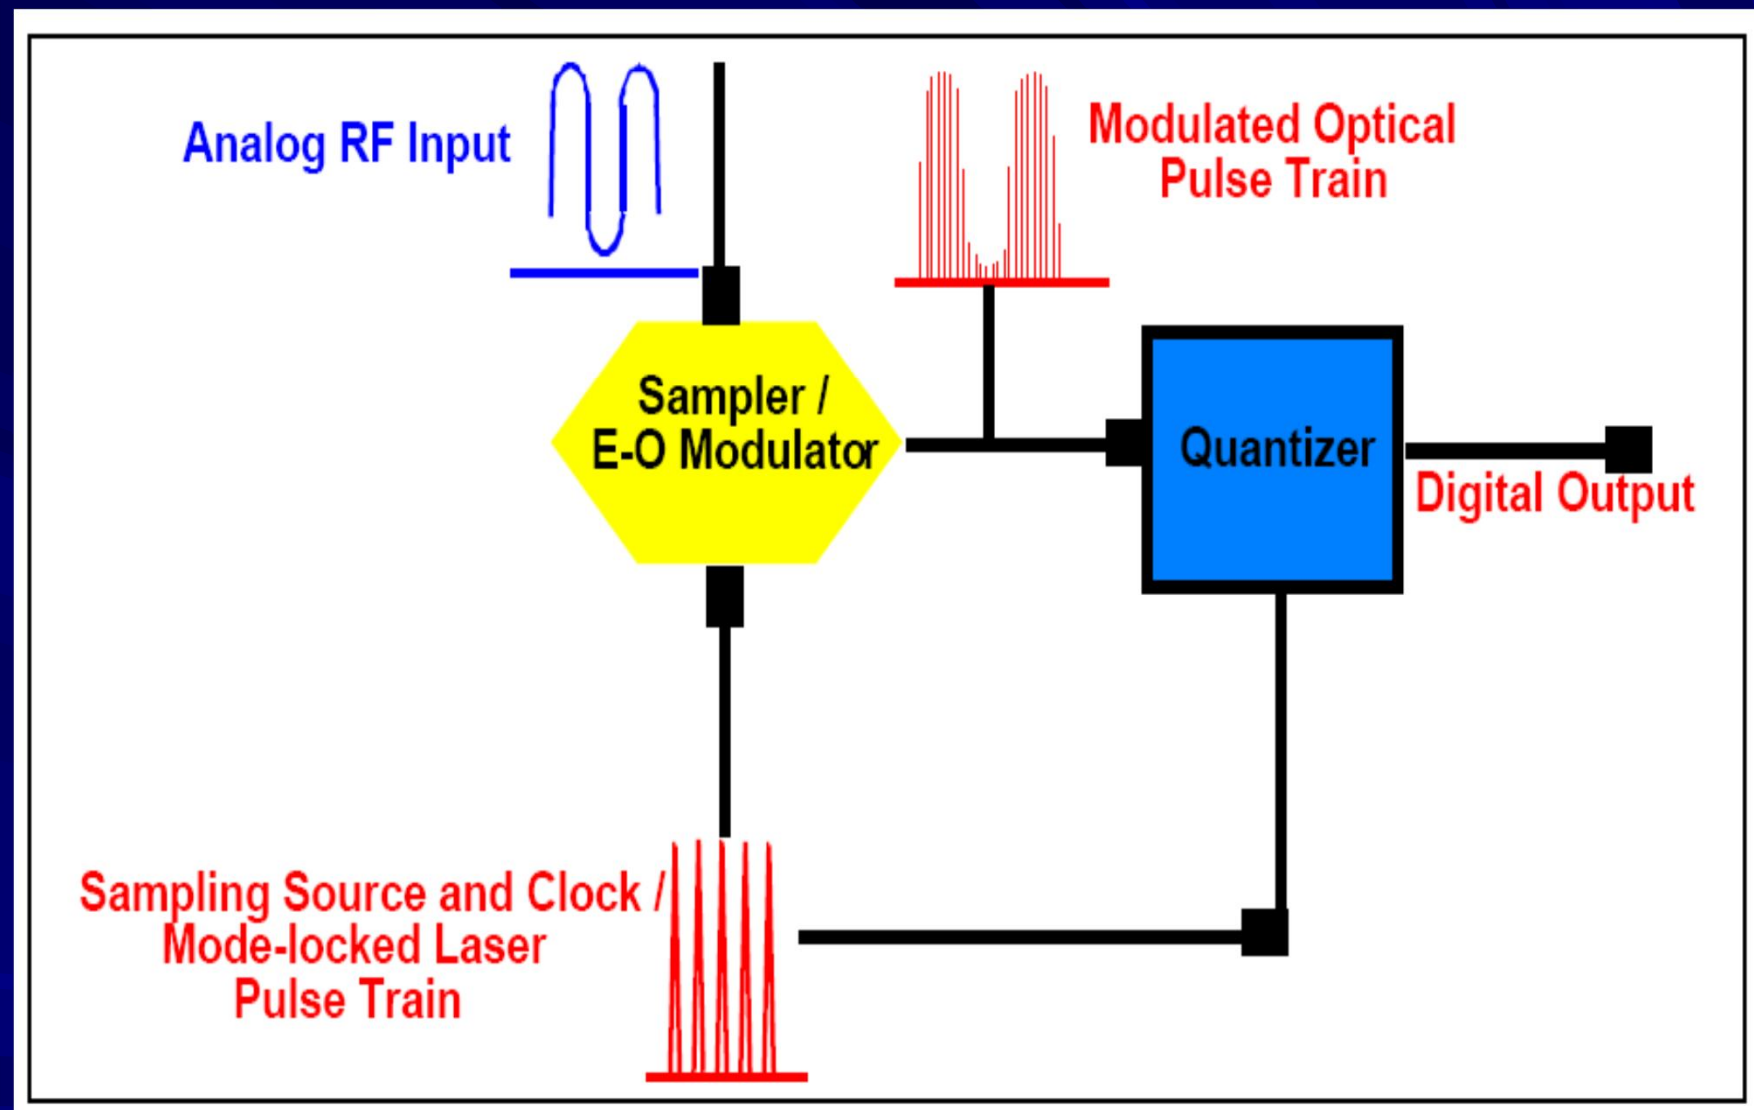 Analog RF Input
Modulated Optical
Pulse Train
Sampler /
E-O Modulator
Quantizer
Digital Output
Sampling Source and Clock /
Mode-locked Laser
Pulse Train